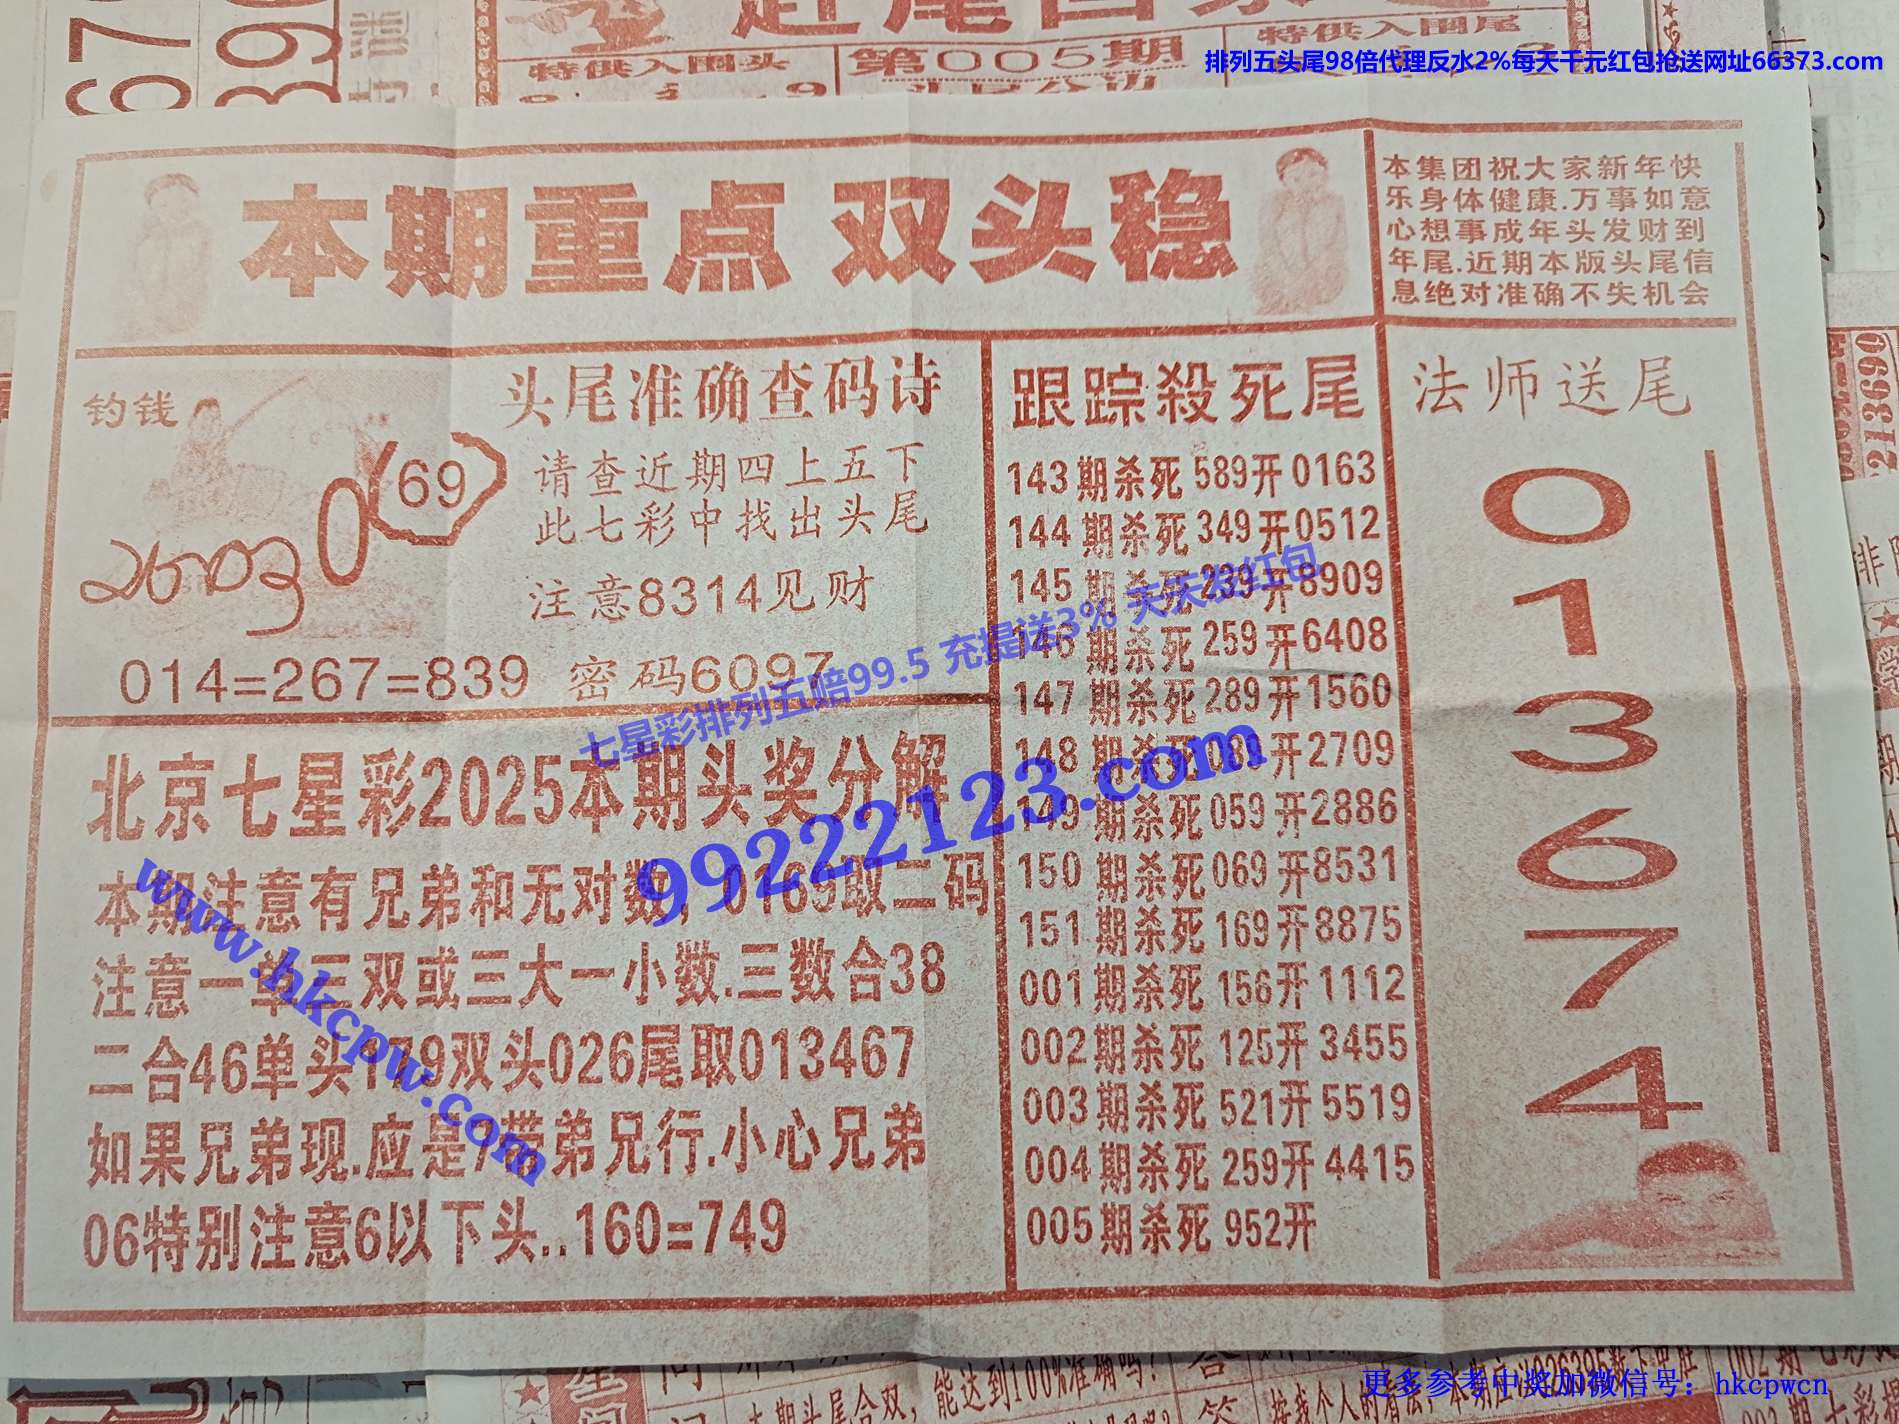 第005期
特供入围头
特供入围尾
排列五头尾98倍代理反水2%每天千元红包抢送网址66373.com
本期重点 双头稳
本集团祝大家新年快
乐身体健康.万事如意
心想事成年头发财到
年尾.近期本版头尾信
息绝对准确不失机会
钓钱
0(69)
头尾准确查码诗
请查近期四上五下
此七彩中找出头尾
注意8314见财
014=267=839 密码6097
北京七星彩2025本期头奖分解
本期注意有兄弟和无对数，0169取二码
注意一单三双或三大一小数.三数合38
二合46单头179双头026尾取013467
如果兄弟现.应是7带弟兄行.小心兄弟
06特别注意6以下头..160=749
跟踪殺死尾
143期杀死589开0163
144期杀死349开0512
145期杀死239开8909
146期杀死259开6408
147期杀死289开1560
148期杀死089开2709
149期杀死059开2886
150期杀死069开8531
151期杀死169开8875
001期杀死156开1112
002期杀死125开3455
003期杀死521开5519
004期杀死259开4415
005期杀死952开
法师送尾
0
1
3
6
7
4
七星彩排列五赔99.5 充提送3% 天天发红包
99222123.com
www.hkcpw.com
213690
能达到100%准确吗?
更多参考中奖加微信号：hkcpwcn